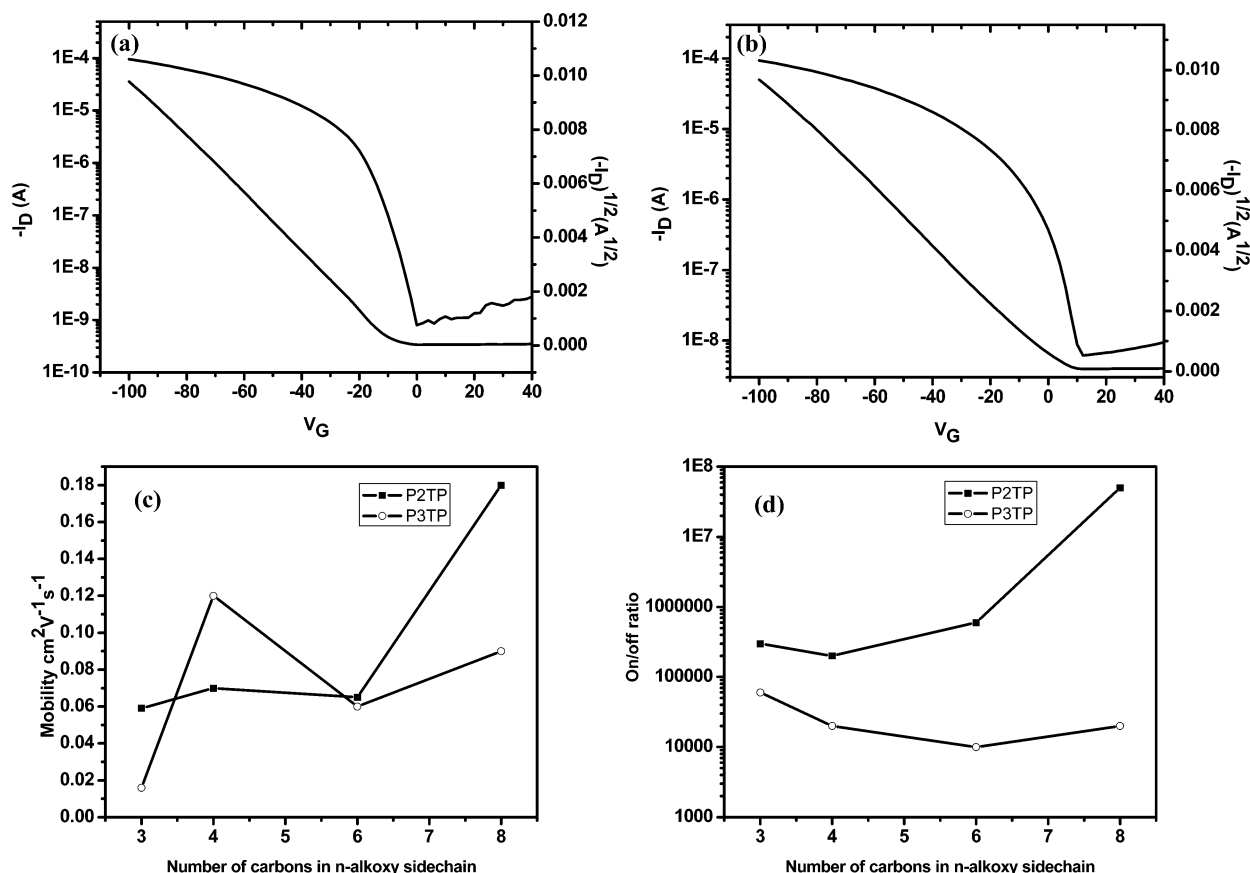 (a)
1E-4
1E-5
1E-6
1E-7
1E-8
1E-9
1E-10
-I_D (A)
0.012
0.010
0.008
0.006
0.004
0.002
0.000
(-I_D)^1/2(A^1/2)
-100 -80 -60 -40 -20 0 20 40
V_G
(b)
1E-4
1E-5
1E-6
1E-7
1E-8
-I_D (A)
0.010
0.008
0.006
0.004
0.002
0.000
(-I_D)^1/2(A^1/2)
-100 -80 -60 -40 -20 0 20 40
V_G
(c)
P2TP
P3TP
0.18
0.16
0.14
0.12
0.10
0.08
0.06
0.04
0.02
0.00
Mobility cm^2V^-1s^-1
3 4 5 6 7 8
Number of carbons in n-alkoxy sidechain
(d)
P2TP
P3TP
1E8
1E7
1000000
100000
10000
1000
On/off ratio
3 4 5 6 7 8
Number of carbons in n-alkoxy sidechain